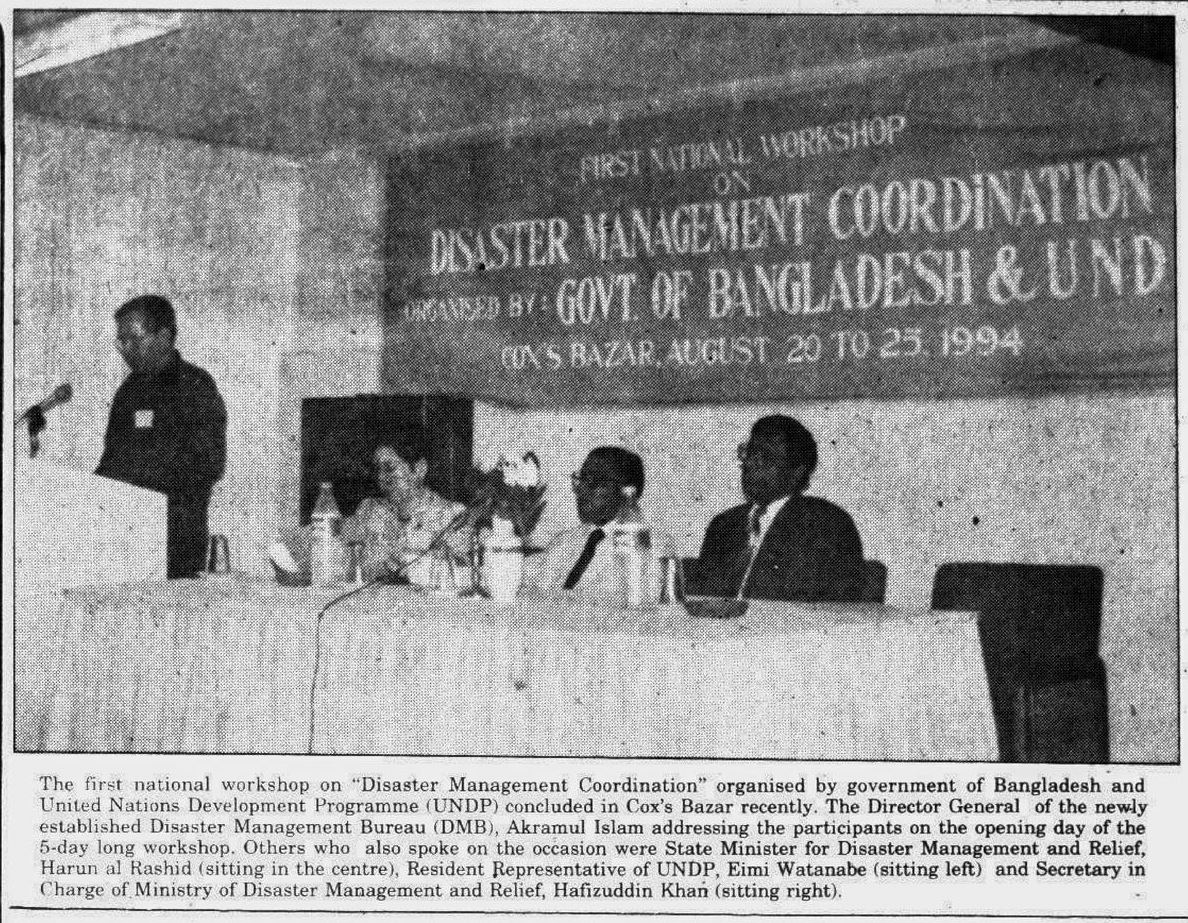 FIRST NATIONAL WORKSHOP
ON
DISASTER MANAGEMENT COORDINATION
ORGANISED BY: GOVT. OF BANGLADESH & UND
COX'S BAZAR, AUGUST 20 TO 25, 1994
The first national workshop on “Disaster Management Coordination” organised by government of Bangladesh and
United Nations Development Programme (UNDP) concluded in Cox's Bazar recently. The Director General of the newly
established Disaster Management Bureau (DMB), Akramul Islam addressing the participants on the opening day of the
5-day long workshop. Others who also spoke on the occasion were State Minister for Disaster Management and Relief,
Harun al Rashid (sitting in the centre), Resident Representative of UNDP, Eimi Watanabe (sitting left) and Secretary in
Charge of Ministry of Disaster Management and Relief, Hafizuddin Khan (sitting right).